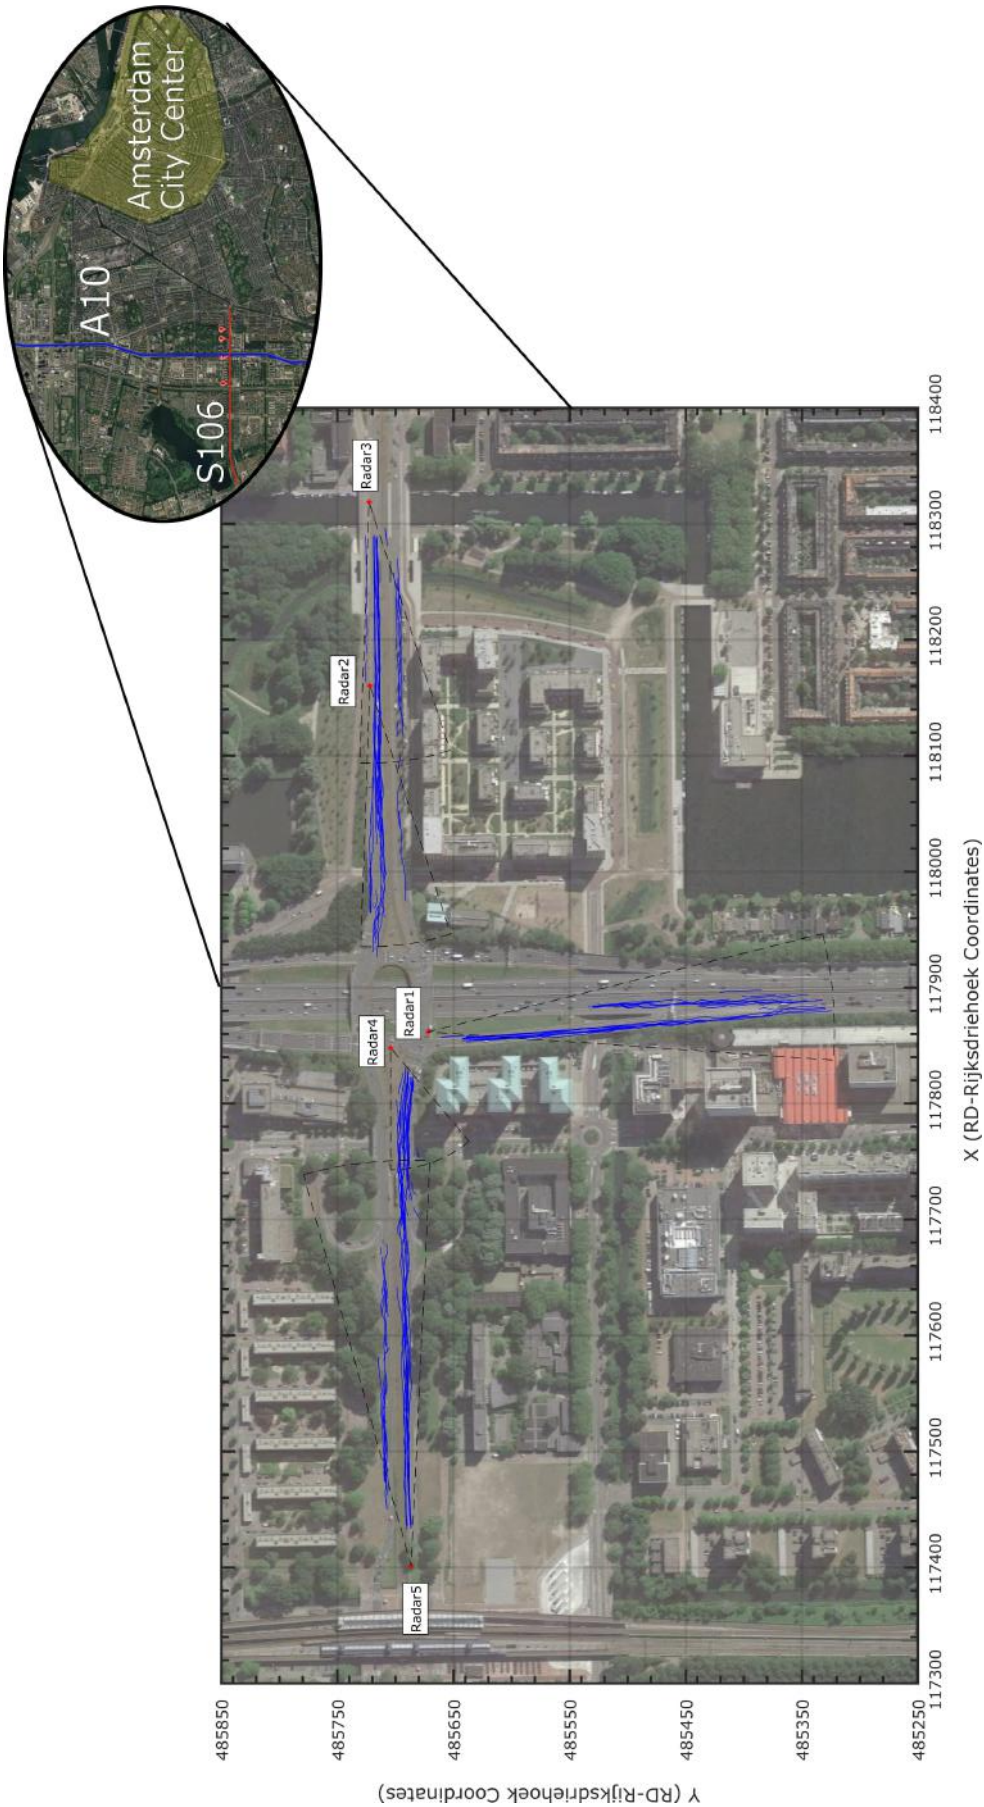 Amsterdam
City Center
A10
S106
Radar3
Radar2
Radar1
Radar4
Radar5
485850
485750
485650
485550
485450
485350
485250
Y (RD-Rijksdriehoek Coordinates)
117300
117400
117500
117600
117700
117800
117900
118000
118100
118200
118300
118400
X (RD-Rijksdriehoek Coordinates)